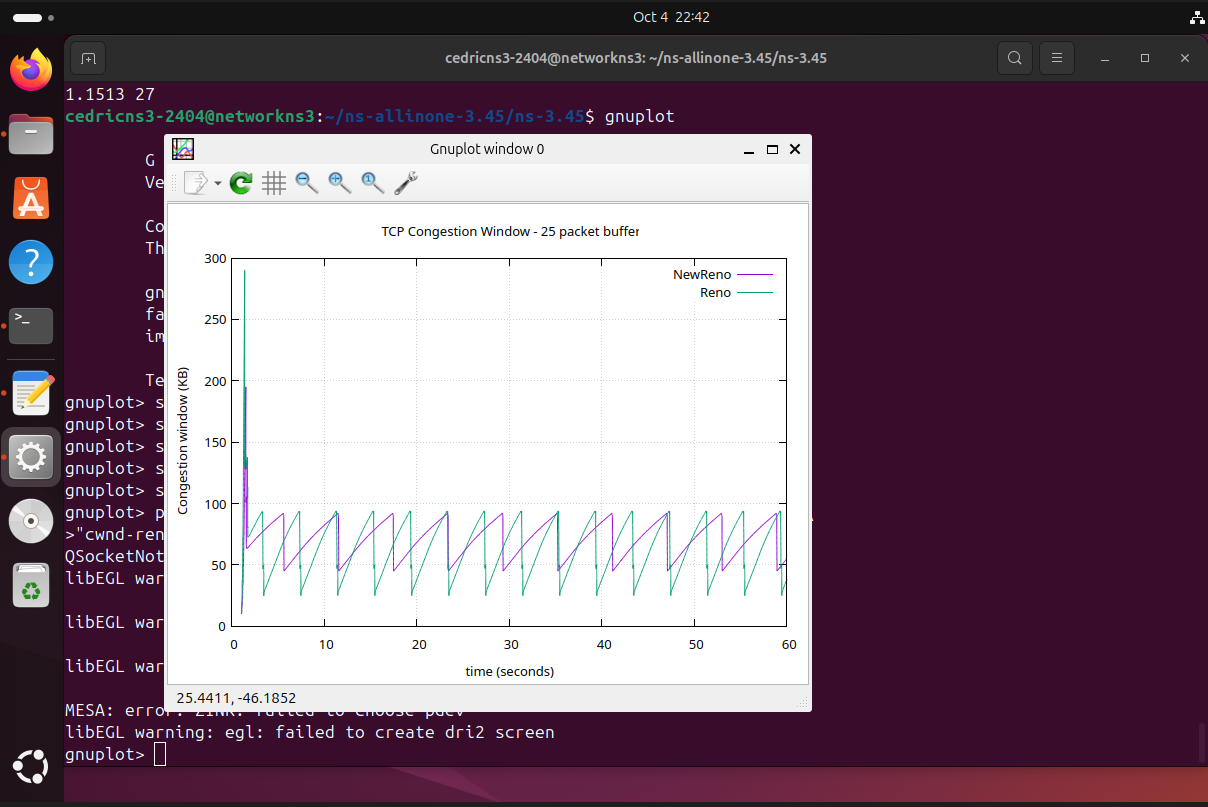 Oct 4 22:42
cedricns3-2404@networkns3: ~/ns-allinone-3.45/ns-3.45
1.1513 27
cedricns3-2404@networkns3:~/ns-allinone-3.45/ns-3.45$ gnuplot
Gnuplot window 0
G
Ve
Co
Th
gn
fa
im
Te
TCP Congestion Window - 25 packet buffer
NewReno
Reno
Congestion window (KB)
300
250
200
150
100
50
0
0 10 20 30 40 50 60
time (seconds)
25.4411, -46.1852
gnuplot> s
gnuplot> s
gnuplot> s
gnuplot> s
gnuplot> s
gnuplot> p
>"cwnd-ren
QSocketNot
libEGL war
libEGL war
libEGL war
MESA: error: ZINK: failed to choose pdev
libEGL warning: egl: failed to create dri2 screen
gnuplot>